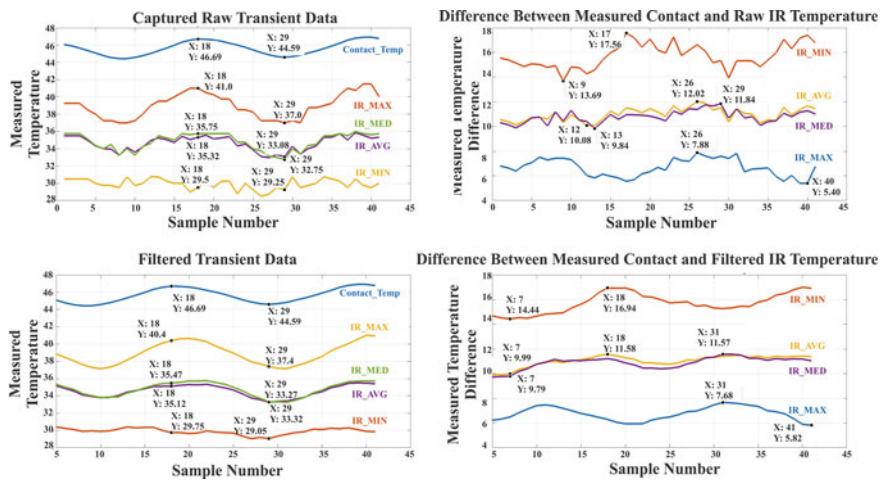 Captured Raw Transient Data
Measured
Temperature
48
46
44
42
40
38
36
34
32
30
28
X: 18
Y: 46.69
X: 29
Y: 44.59
Contact_Temp
X: 18
Y: 41.0
IR_MAX
X: 29
Y: 37.0
X: 18
Y: 35.75
X: 29
Y: 33.08
IR_MED
IR_AVG
X: 18
Y: 35.32
X: 29
Y: 32.75
X: 18
Y: 29.5
X: 29
Y: 29.25
IR_MIN
0 5 10 15 20 25 30 35 40 45
Sample Number
Difference Between Measured Contact and Raw IR Temperature
Measured Temperature
Difference
18
16
14
12
10
8
6
4
X: 17
Y: 17.56
IR_MIN
X: 9
Y: 13.69
X: 26
Y: 12.02
X: 29
Y: 11.84
IR_AVG
IR_MED
X: 12
Y: 10.08
X: 13
Y: 9.84
X: 26
Y: 7.88
IR_MAX
X: 40
Y: 5.40
0 5 10 15 20 25 30 35 40 45
Sample Number
Filtered Transient Data
Measured
Temperature
48
46
44
42
40
38
36
34
32
30
28
X: 18
Y: 46.69
X: 29
Y: 44.59
Contact_Temp
X: 18
Y: 40.4
IR_MAX
X: 29
Y: 37.4
X: 18
Y: 35.47
X: 29
Y: 33.27
IR_MED
IR_AVG
X: 18
Y: 35.12
X: 29
Y: 33.32
X: 18
Y: 29.75
X: 29
Y: 29.05
IR_MIN
5 10 15 20 25 30 35 40 45
Sample Number
Difference Between Measured Contact and Filtered IR Temperature
Measured Temperature
Difference
18
16
14
12
10
8
6
4
X: 7
Y: 14.44
X: 18
Y: 16.94
IR_MIN
X: 7
Y: 9.99
X: 18
Y: 11.58
X: 31
Y: 11.57
IR_AVG
IR_MED
X: 7
Y: 9.79
X: 31
Y: 7.68
IR_MAX
X: 41
Y: 5.82
5 10 15 20 25 30 35 40 45
Sample Number